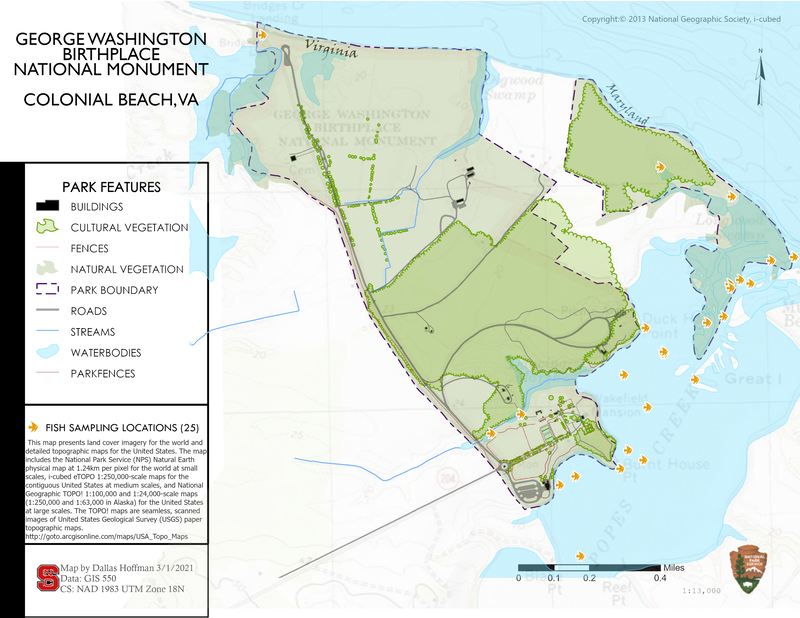 GEORGE WASHINGTON
BIRTHPLACE
NATIONAL MONUMENT
COLONIAL BEACH, VA
Copyright:© 2013 National Geographic Society, i-cubed
N
Bridges Cr
Virginia
Maryland
GEORGE WASHINGTON
BIRTHPLACE
NATIONAL MONUMENT
Swamp
Creek
PARK FEATURES
BUILDINGS
CULTURAL VEGETATION
FENCES
NATURAL VEGETATION
PARK BOUNDARY
ROADS
STREAMS
WATERBODIES
PARKFENCES
Duck H
Point
Great I
Wakefield
Mansion
CREEK
POPES
Burnt House
Pt
204
20
25
FISH SAMPLING LOCATIONS (25)
This map presents land cover imagery for the world and
detailed topographic maps for the United States. The map
includes the National Park Service (NPS) Natural Earth
physical map at 1.24km per pixel for the world at small
scales, i-cubed eTOPO 1:250,000-scale maps for the
contiguous United States at medium scales, and National
Geographic TOPO! 1:100,000 and 1:24,000-scale maps
(1:250,000 and 1:63,000 in Alaska) for the United States
at large scales. The TOPO! maps are seamless, scanned
images of United States Geological Survey (USGS) paper
topographic maps.
http://goto.arcgisonline.com/maps/USA_Topo_Maps
S
Map by Dallas Hoffman 3/1/2021
Data: GIS 550
CS: NAD 1983 UTM Zone 18N
Miles
0 0.1 0.2 0.4
Reel
Pt
1:13,000
NATIONAL
PARK
SERVICE